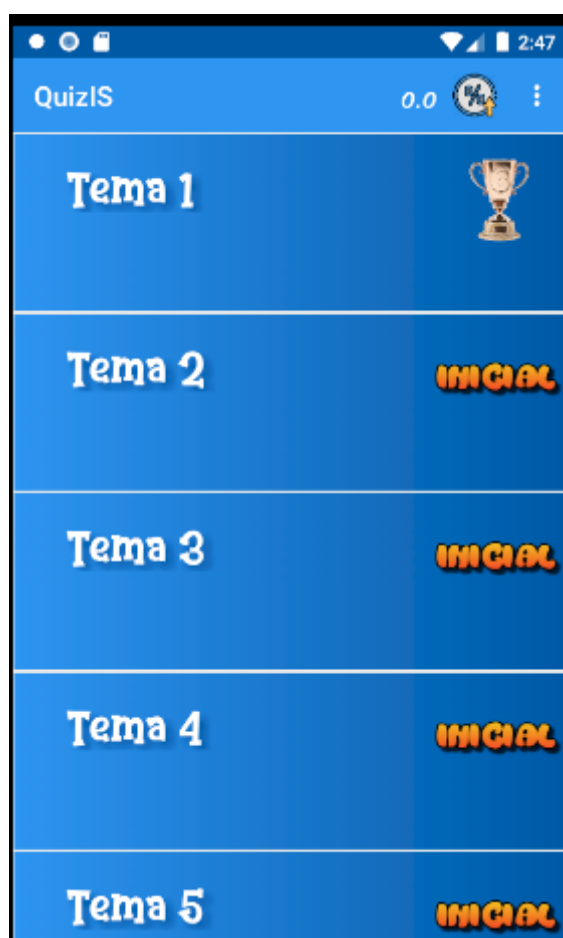 2:47
QuizIS 0.0
Tema 1
Tema 2 INICIAL
Tema 3 INICIAL
Tema 4 INICIAL
Tema 5 INICIAL